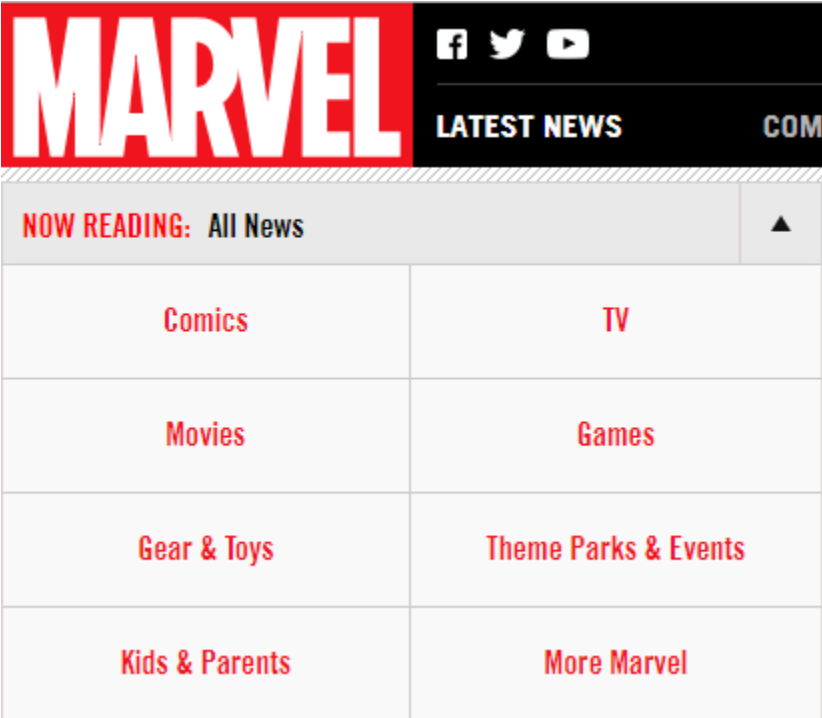 MARVEL
LATEST NEWS COM
NOW READING: All News
Comics TV
Movies Games
Gear & Toys Theme Parks & Events
Kids & Parents More Marvel